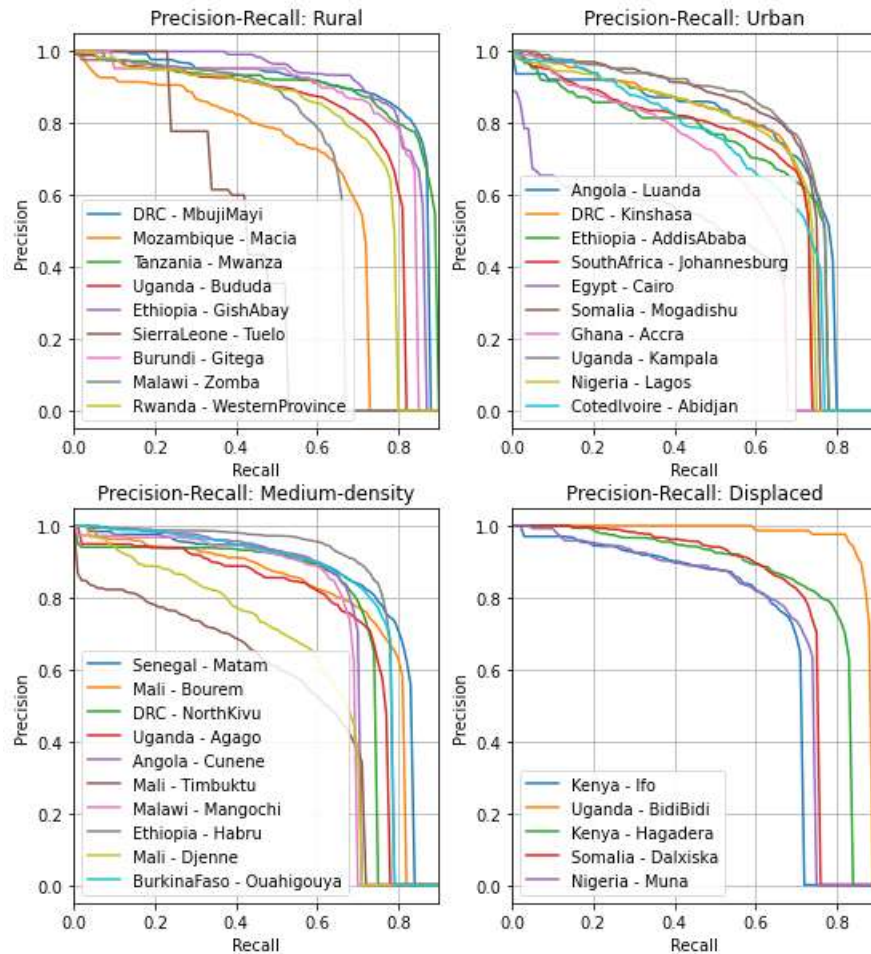 Precision-Recall: Rural
1.0
0.8
0.6
0.4
0.2
0.0
Precision
DRC - MbujiMayi
Mozambique - Macia
Tanzania - Mwanza
Uganda - Bududa
Ethiopia - GishAbay
SierraLeone - Tuelo
Burundi - Gitega
Malawi - Zomba
Rwanda - WesternProvince
0.0 0.2 0.4 0.6 0.8
Recall
Precision-Recall: Urban
1.0
0.8
0.6
0.4
0.2
0.0
Precision
Angola - Luanda
DRC - Kinshasa
Ethiopia - AddisAbaba
SouthAfrica - Johannesburg
Egypt - Cairo
Somalia - Mogadishu
Ghana - Accra
Uganda - Kampala
Nigeria - Lagos
CotedIvoire - Abidjan
0.0 0.2 0.4 0.6 0.8
Recall
Precision-Recall: Medium-density
1.0
0.8
0.6
0.4
0.2
0.0
Precision
Senegal - Matam
Mali - Bourem
DRC - NorthKivu
Uganda - Agago
Angola - Cunene
Mali - Timbuktu
Malawi - Mangochi
Ethiopia - Habru
Mali - Djenne
BurkinaFaso - Ouahigouya
0.0 0.2 0.4 0.6 0.8
Recall
Precision-Recall: Displaced
1.0
0.8
0.6
0.4
0.2
0.0
Precision
Kenya - Ifo
Uganda - BidiBidi
Kenya - Hagadera
Somalia - Dalxiska
Nigeria - Muna
0.0 0.2 0.4 0.6 0.8
Recall